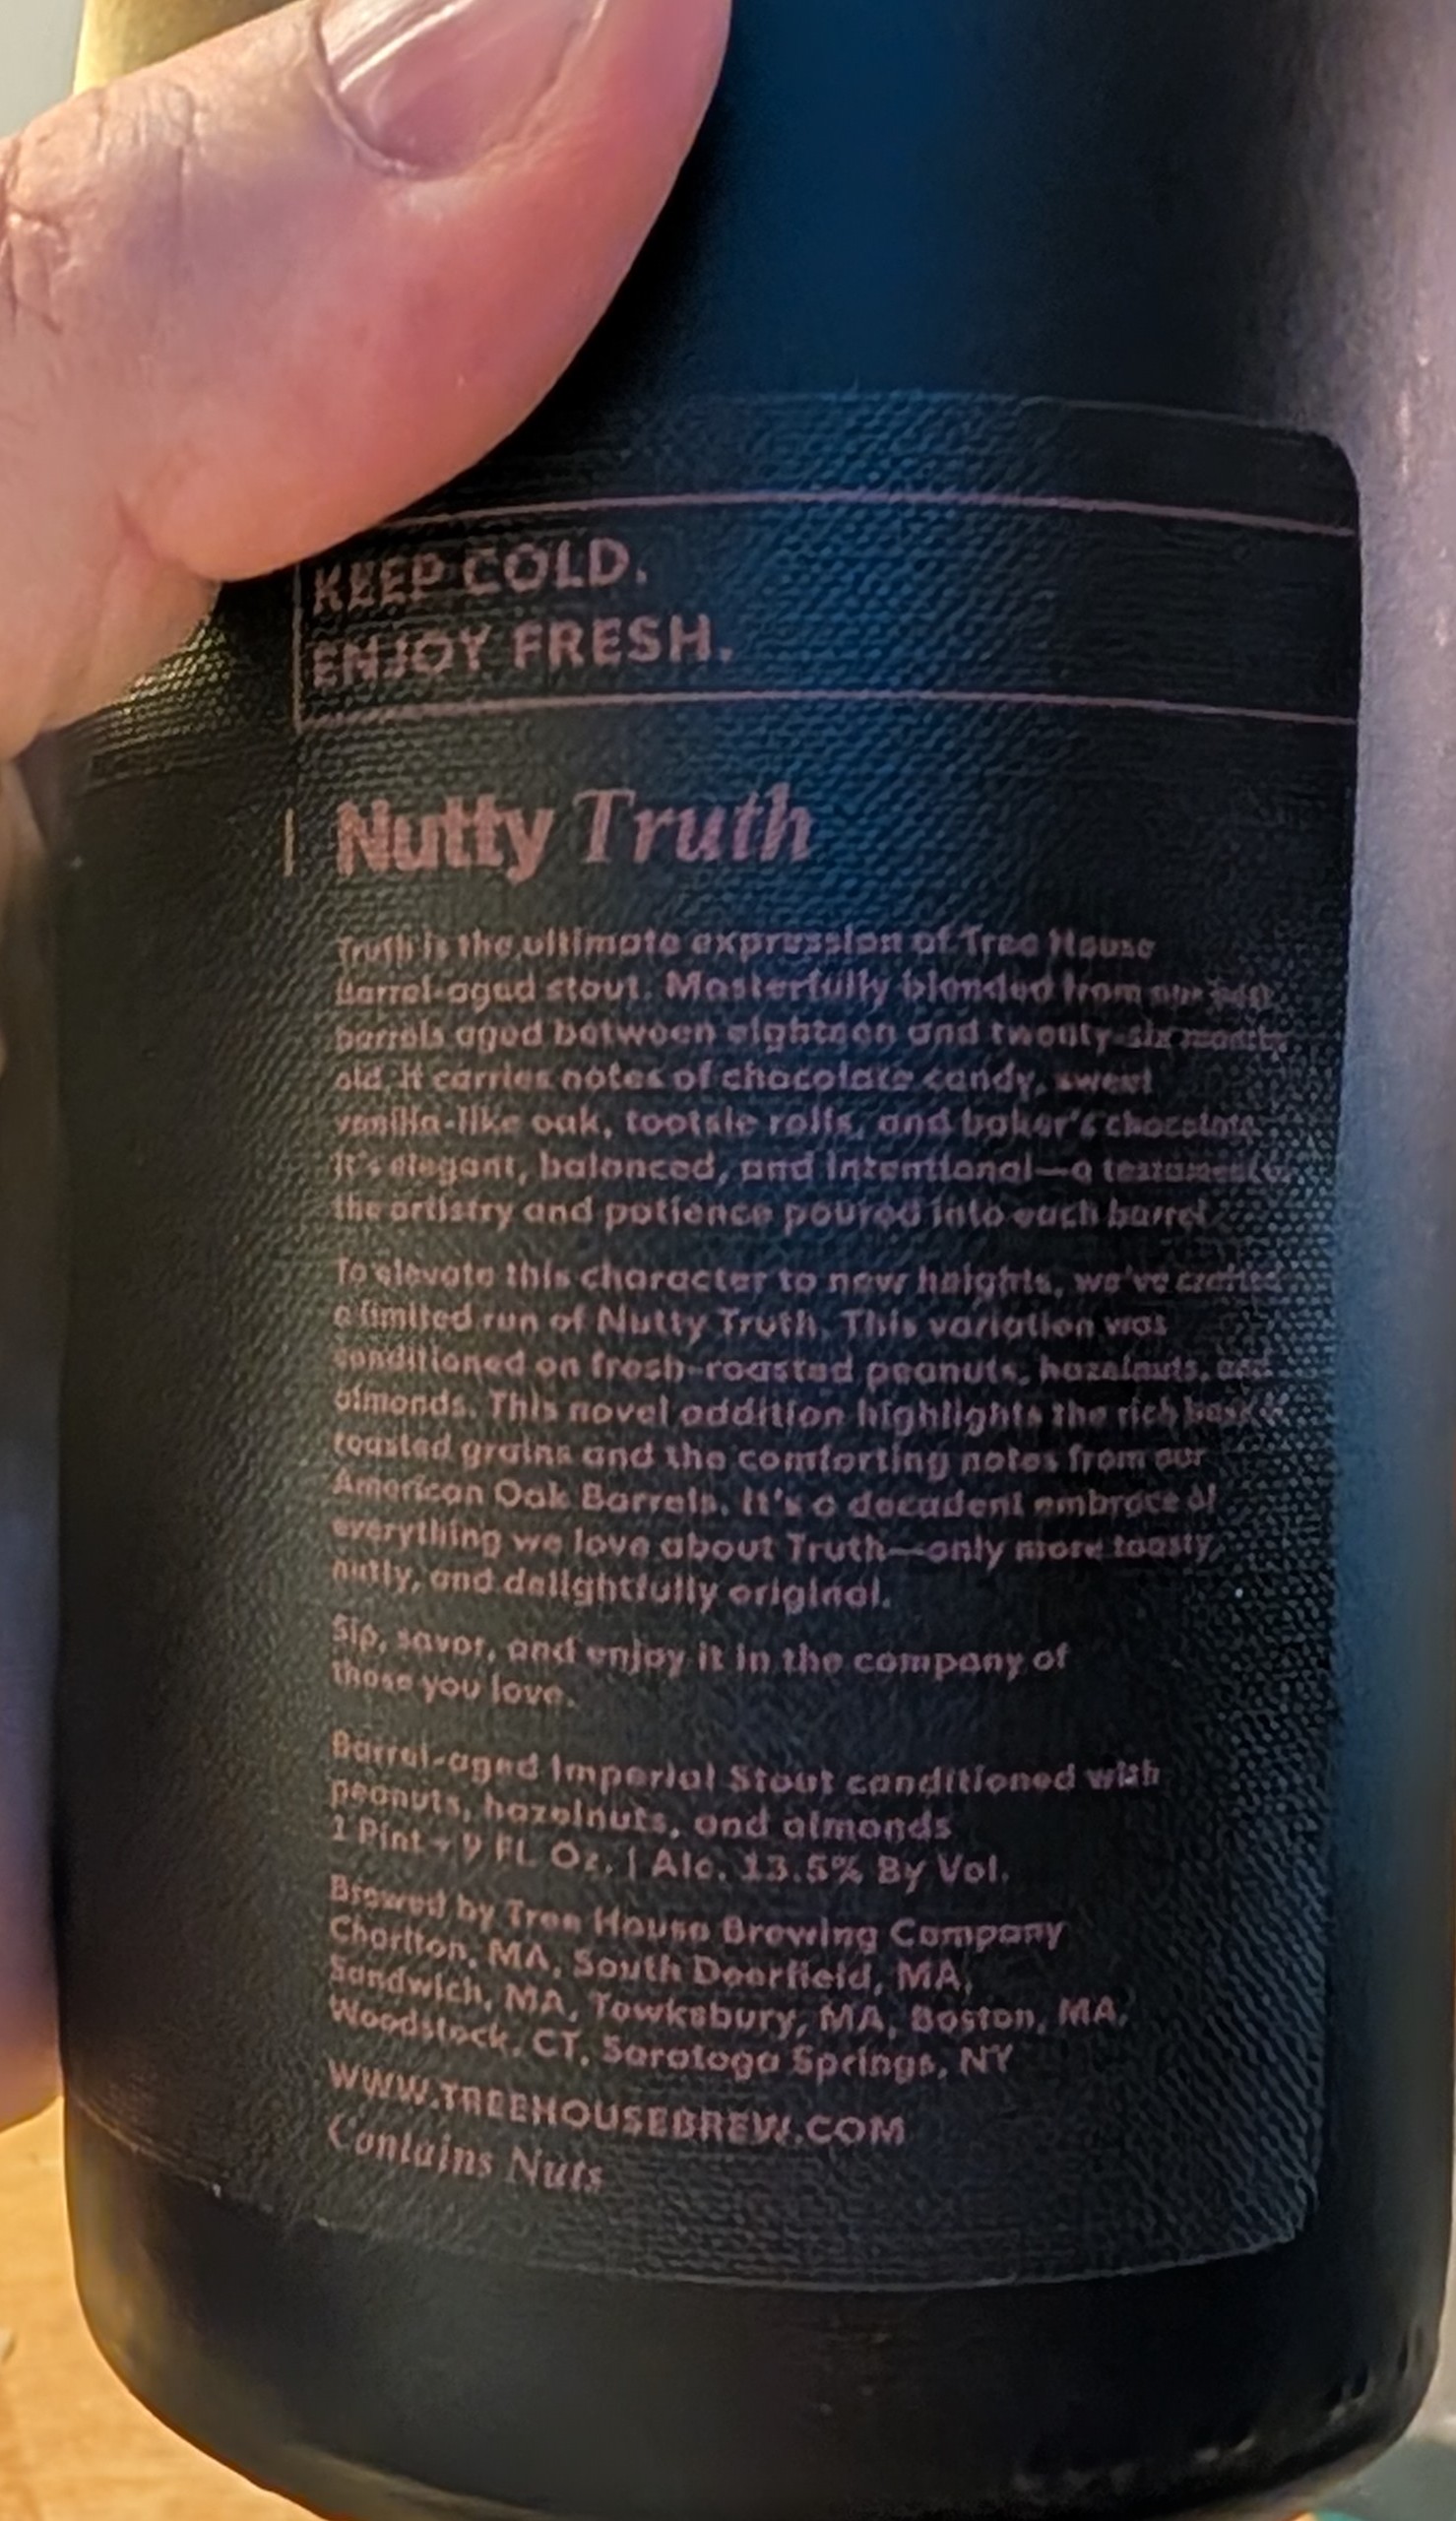 KEEP COLD.
ENJOY FRESH.
Nutty Truth
Truth is the ultimate expression of Tree House
Barrel-aged stout. Masterfully blended from our
barrels aged between eighteen and twenty-six months
old, it carries notes of chocolate candy, sweet
vanilla-like oak, tootsie rolls, and baker's chocolate.
It's elegant, balanced, and intentional—a testament to
the artistry and patience poured into each barrel.
To elevate this character to new heights, we've crafted
a limited run of Nutty Truth. This variation was
conditioned on fresh-roasted peanuts, hazelnuts, and
almonds. This novel addition highlights the rich
roasted grains and the comforting notes from our
American Oak Barrels. It's a decadent embrace of
everything we love about Truth—only more toasty,
nutty, and delightfully original.
Sip, savor, and enjoy it in the company of
those you love.
Barrel-aged Imperial Stout conditioned with
peanuts, hazelnuts, and almonds
1 Pint + 9 FL Oz. | Alc. 13.5% By Vol.
Brewed by Tree House Brewing Company
Charlton, MA, South Deerfield, MA,
Sandwich, MA, Tewksbury, MA, Boston, MA,
Woodstock, CT, Saratoga Springs, NY
WWW.TREEHOUSEBREW.COM
Contains Nuts